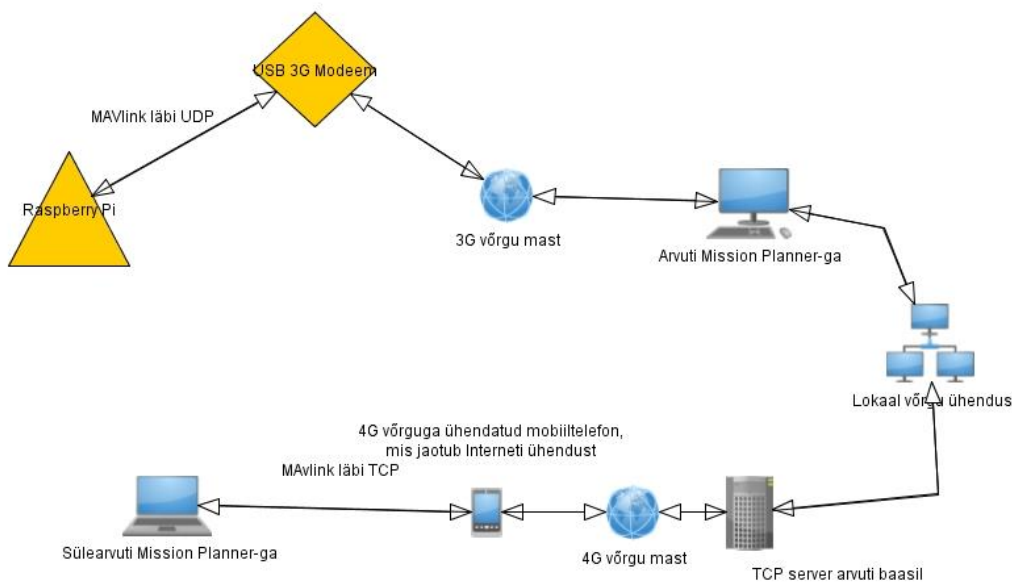 USB 3G Modeem
MAVlink läbi UDP
Raspberry Pi
3G võrgu mast
Arvuti Mission Planner-ga
Lokaal võrgu ühendus
4G võrguga ühendatud mobiiltelefon,
mis jaotub Interneti ühendust
MAvlink läbi TCP
Sülearvuti Mission Planner-ga
4G võrgu mast
TCP server arvuti baasil